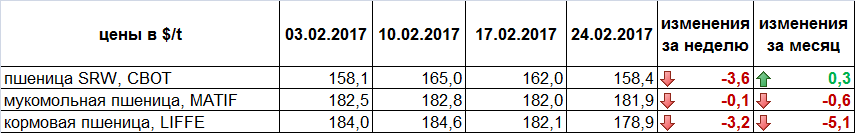 цены в $/t 03.02.2017 10.02.2017 17.02.2017 24.02.2017 изменения за неделю изменения за месяц
пшеница SRW, CBOT 158,1 165,0 162,0 158,4 -3,6 0,3
мукомольная пшеница, MATIF 182,5 182,8 182,0 181,9 -0,1 -0,6
кормовая пшеница, LIFFE 184,0 184,6 182,1 178,9 -3,2 -5,1